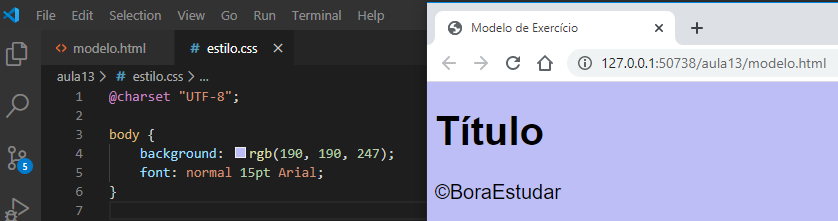 File Edit Selection View Go Run Terminal Help
modelo.html
# estilo.css ×
aula13 > # estilo.css > ...
1 @charset "UTF-8";
2
3 body {
4 background: rgb(190, 190, 247);
5 font: normal 15pt Arial;
6 }
7
5
Modelo de Exercício
127.0.0.1:50738/aula13/modelo.html
Título
©BoraEstudar